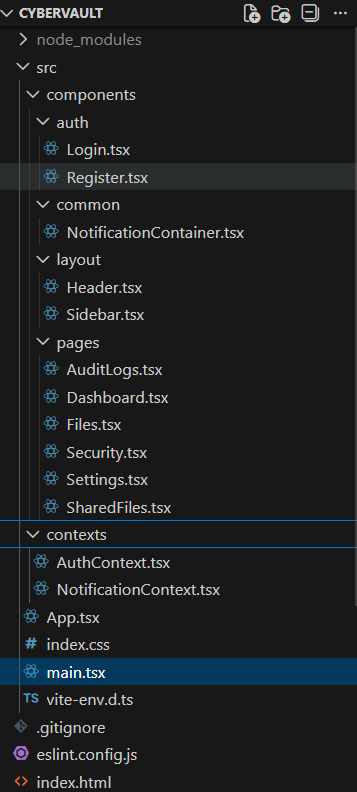 CYBERVAULT
node_modules
src
components
auth
Login.tsx
Register.tsx
common
NotificationContainer.tsx
layout
Header.tsx
Sidebar.tsx
pages
AuditLogs.tsx
Dashboard.tsx
Files.tsx
Security.tsx
Settings.tsx
SharedFiles.tsx
contexts
AuthContext.tsx
NotificationContext.tsx
App.tsx
# index.css
main.tsx
TS vite-env.d.ts
.gitignore
eslint.config.js
<> index.html